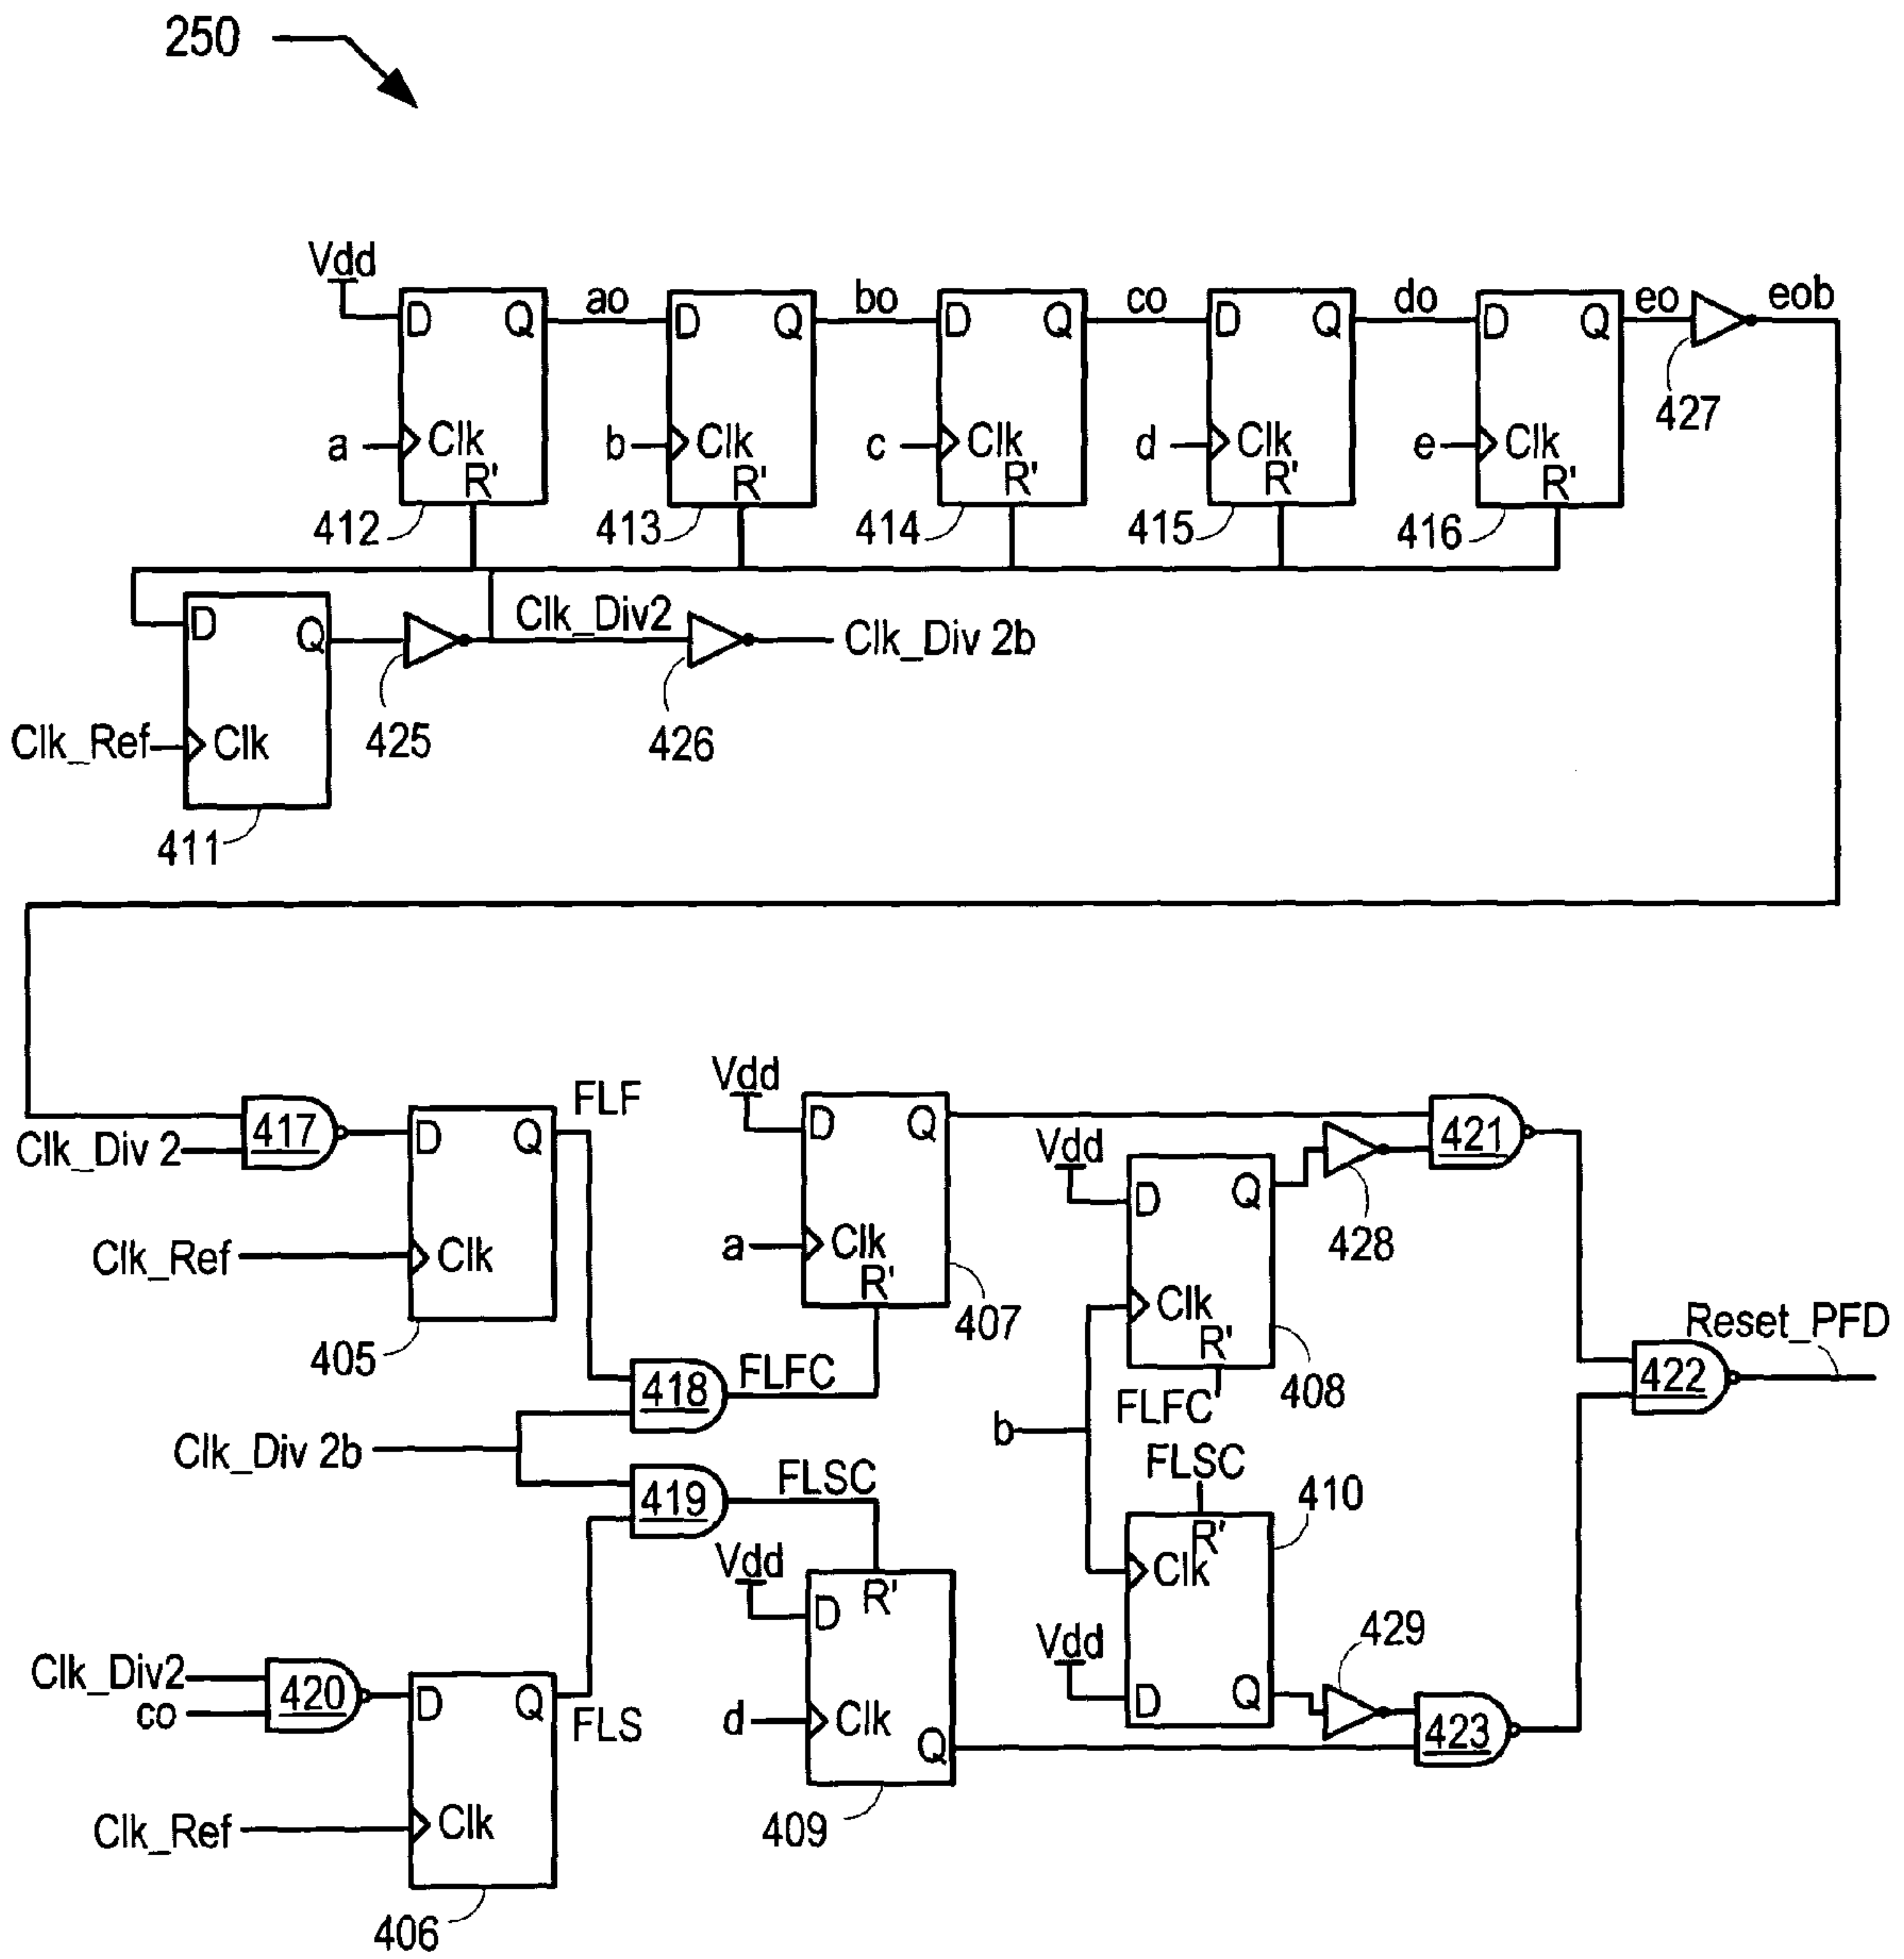 250
Vdd
D Q ao D Q bo D Q co D Q do D Q eo eob
427
a Clk b Clk c Clk d Clk e Clk
R' R' R' R' R'
412 413 414 415 416
D Q Clk_Div2 Clk_Div 2b
425 426
Clk_Ref Clk
411
417
Clk_Div 2
D Q FLF
Clk_Ref Clk
405
Vdd
D Q
a Clk
R'
407
Vdd
D Q
428
Clk
R'
408
FLFC
421
418 FLFC
Clk_Div 2b
419 FLSC
b
422 Reset_PFD
FLSC
410
R'
Clk
Vdd
D Q
429
423
Vdd
D R'
d Clk
Q
409
Clk_Div2
co
420
D Q
FLS
Clk_Ref Clk
406